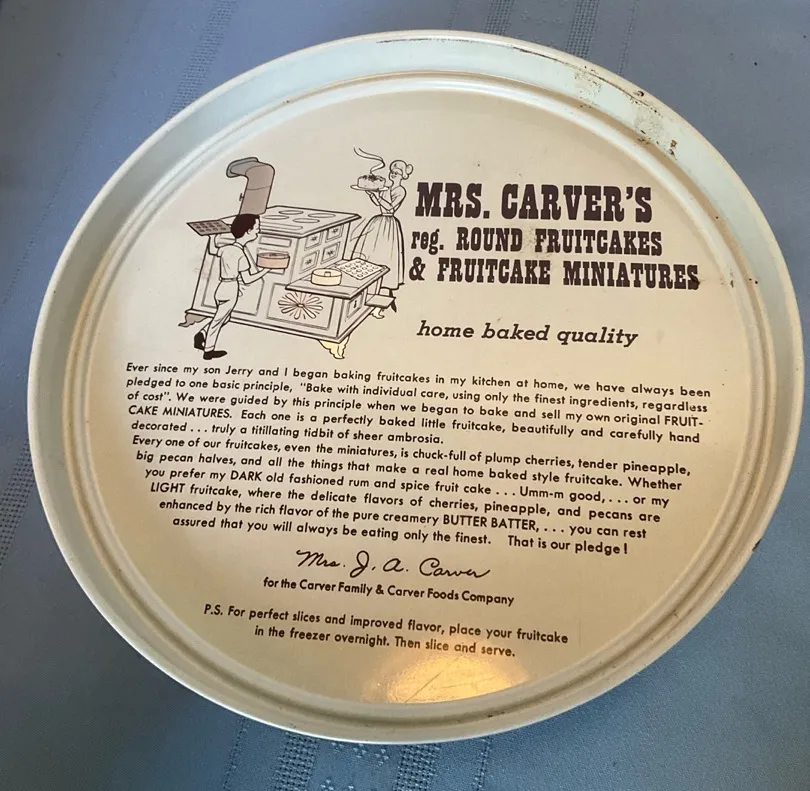 MRS. CARVER'S
reg. ROUND FRUITCAKES
& FRUITCAKE MINIATURES
home baked quality
Ever since my son Jerry and I began baking fruitcakes in my kitchen at home, we have always been
pledged to one basic principle, "Bake with individual care, using only the finest ingredients, regardless
of cost". We were guided by this principle when we began to bake and sell my own original FRUIT-
CAKE MINIATURES. Each one is a perfectly baked little fruitcake, beautifully and carefully hand
decorated . . . truly a titillating tidbit of sheer ambrosia.
Every one of our fruitcakes, even the miniatures, is chuck-full of plump cherries, tender pineapple,
big pecan halves, and all the things that make a real home baked style fruitcake. Whether
you prefer my DARK old fashioned rum and spice fruit cake . . . Umm-m good, . . . or my
LIGHT fruitcake, where the delicate flavors of cherries, pineapple, and pecans are
enhanced by the rich flavor of the pure creamery BUTTER BATTER, . . . you can rest
assured that you will always be eating only the finest. That is our pledge!
Mrs. J. A. Carver
for the Carver Family & Carver Foods Company
P.S. For perfect slices and improved flavor, place your fruitcake
in the freezer overnight. Then slice and serve.